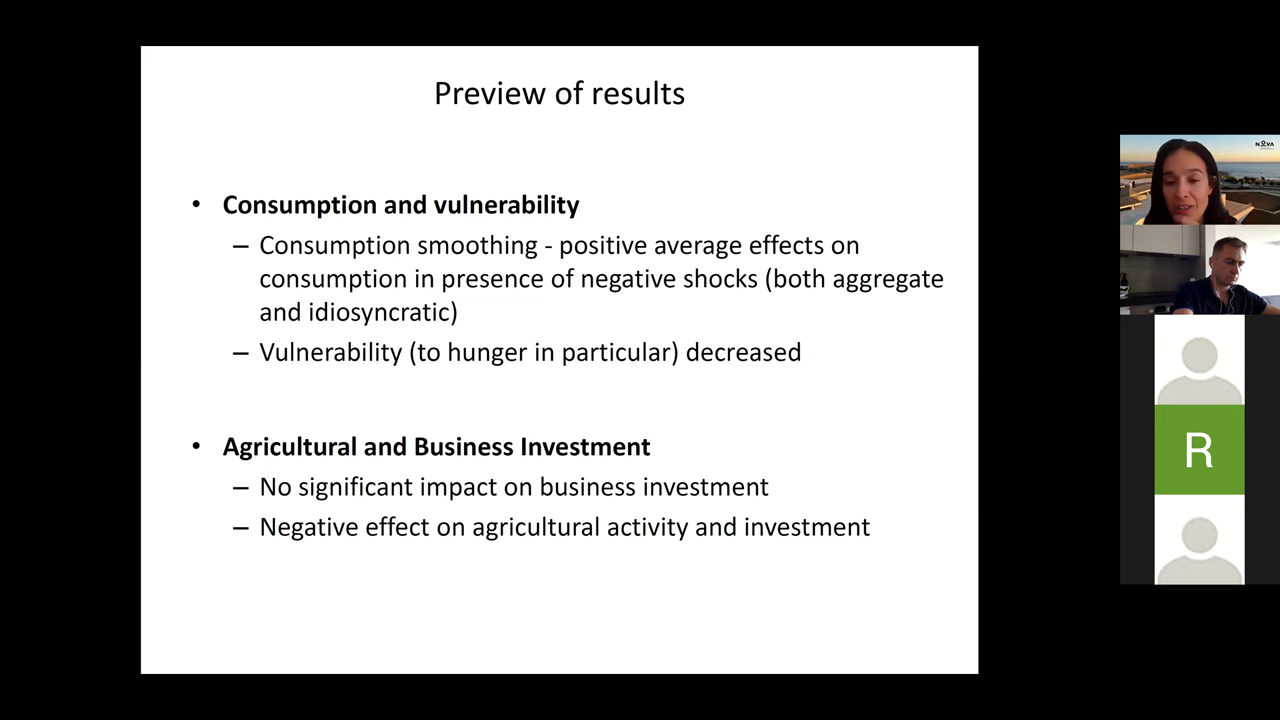 Preview of results
• Consumption and vulnerability
– Consumption smoothing - positive average effects on
consumption in presence of negative shocks (both aggregate
and idiosyncratic)
– Vulnerability (to hunger in particular) decreased
• Agricultural and Business Investment
– No significant impact on business investment
– Negative effect on agricultural activity and investment
NOVA
R